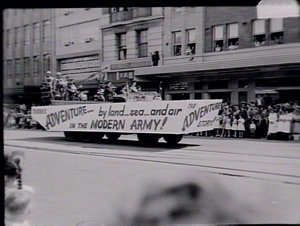 ADVENTURE... by land...sea...and air THE
IN THE MODERN ARMY! ADVENTURE
STORY!